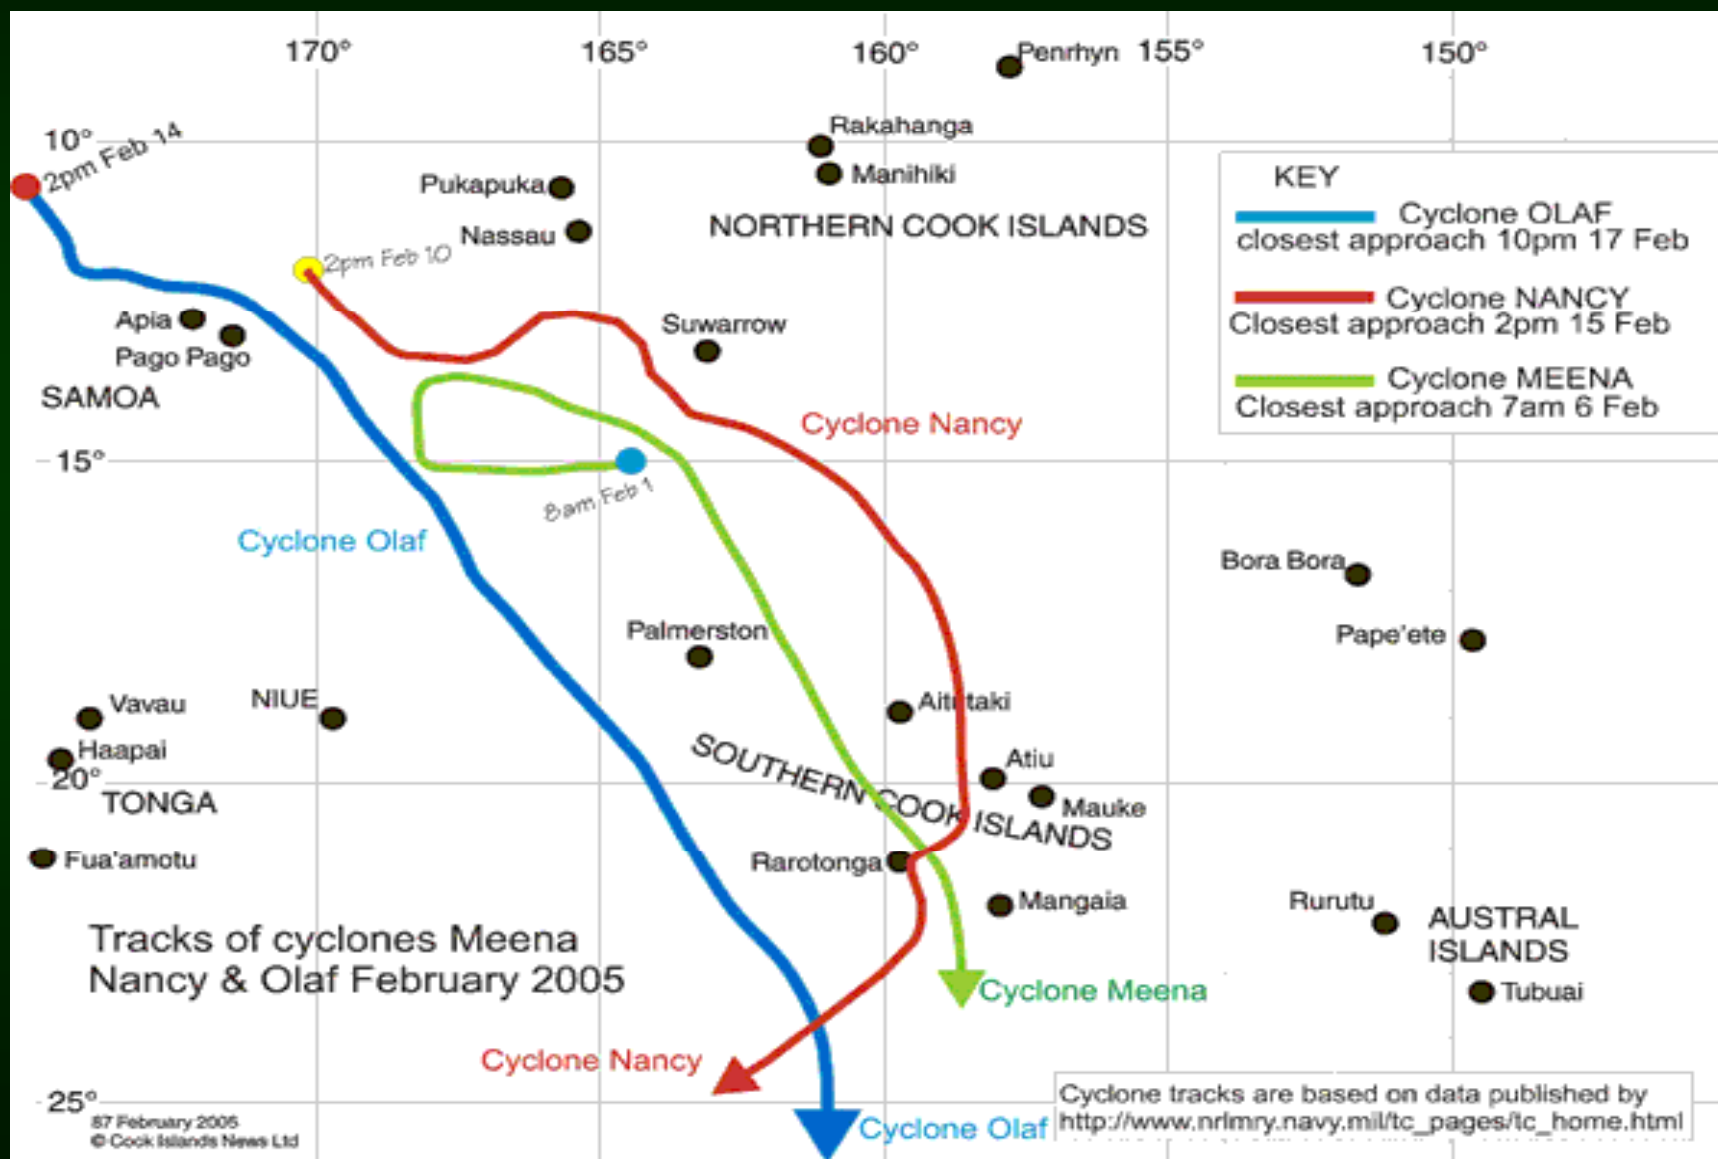 170°
165°
160°
Penrhyn
155°
150°
10°
2pm Feb 14
Rakahanga
Pukapuka
Manihiki
Nassau
NORTHERN COOK ISLANDS
2pm Feb 10
KEY
Cyclone OLAF
closest approach 10pm 17 Feb
Cyclone NANCY
Closest approach 2pm 15 Feb
Cyclone MEENA
Closest approach 7am 6 Feb
Apia
Pago Pago
Suwarrow
SAMOA
Cyclone Nancy
15°
8am Feb 1
Cyclone Olaf
Bora Bora
Palmerston
Pape'ete
Vavau
NIUE
Aitutaki
Haapai
SOUTHERN COOK ISLANDS
Atiu
20°
TONGA
Mauke
Fua'amotu
Rarotonga
Mangaia
Rurutu
AUSTRAL
ISLANDS
Tracks of cyclones Meena
Nancy & Olaf February 2005
Cyclone Meena
Tubuai
Cyclone Nancy
25°
Cyclone Olaf
Cyclone tracks are based on data published by
http://www.nrlmry.navy.mil/tc_pages/tc_home.html
87 February 2005
© Cook Islands News Ltd